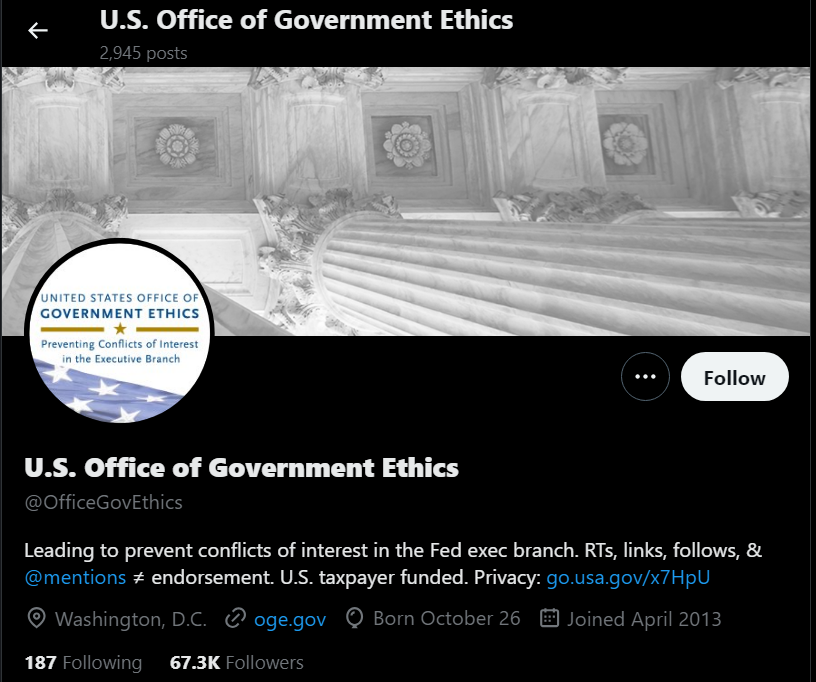 U.S. Office of Government Ethics
2,945 posts
UNITED STATES OFFICE OF
GOVERNMENT ETHICS
Preventing Conflicts of Interest
in the Executive Branch
Follow
U.S. Office of Government Ethics
@OfficeGovEthics
Leading to prevent conflicts of interest in the Fed exec branch. RTs, links, follows, &
@mentions ≠ endorsement. U.S. taxpayer funded. Privacy: go.usa.gov/x7HpU
Washington, D.C. oge.gov Born October 26 Joined April 2013
187 Following 67.3K Followers